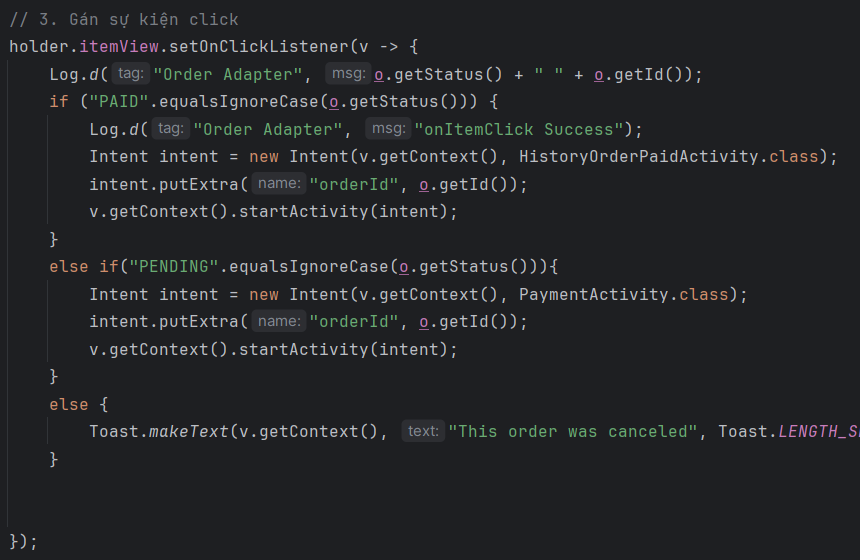 // 3. Gán sự kiện click
holder.itemView.setOnClickListener(v -> {
Log.d( tag: "Order Adapter", msg: o.getStatus() + " " + o.getId());
if ("PAID".equalsIgnoreCase(o.getStatus())) {
Log.d( tag: "Order Adapter", msg: "onItemClick Success");
Intent intent = new Intent(v.getContext(), HistoryOrderPaidActivity.class);
intent.putExtra( name: "orderId", o.getId());
v.getContext().startActivity(intent);
}
else if("PENDING".equalsIgnoreCase(o.getStatus())){
Intent intent = new Intent(v.getContext(), PaymentActivity.class);
intent.putExtra( name: "orderId", o.getId());
v.getContext().startActivity(intent);
}
else {
Toast.makeText(v.getContext(), text: "This order was canceled", Toast.LENGTH_S
}
});